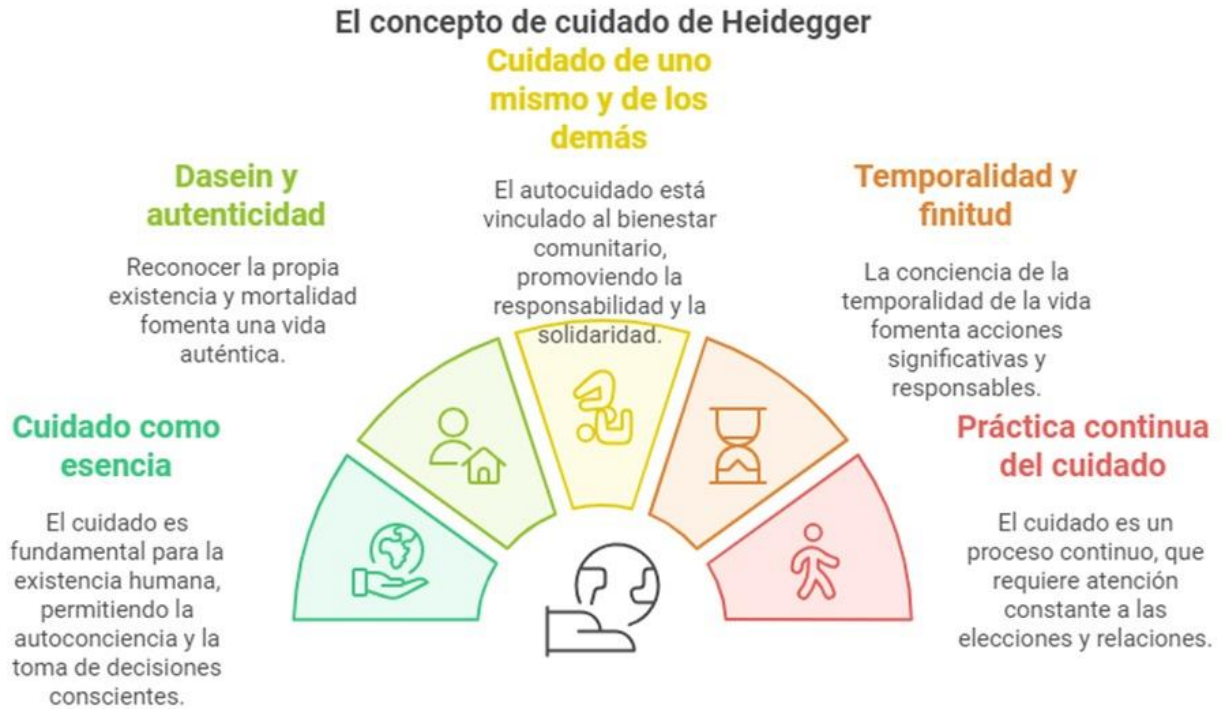 El concepto de cuidado de Heidegger
Cuidado de uno
mismo y de los
demás
El autocuidado está
vinculado al bienestar
comunitario,
promoviendo la
responsabilidad y la
solidaridad.
Dasein y
autenticidad
Reconocer la propia
existencia y mortalidad
fomenta una vida
auténtica.
Temporalidad y
finitud
La conciencia de la
temporalidad de la vida
fomenta acciones
significativas y
responsables.
Cuidado como
esencia
El cuidado es
fundamental para la
existencia humana,
permitiendo la
autoconciencia y la
toma de decisiones
conscientes.
Práctica continua
del cuidado
El cuidado es un
proceso continuo, que
requiere atención
constante a las
elecciones y relaciones.